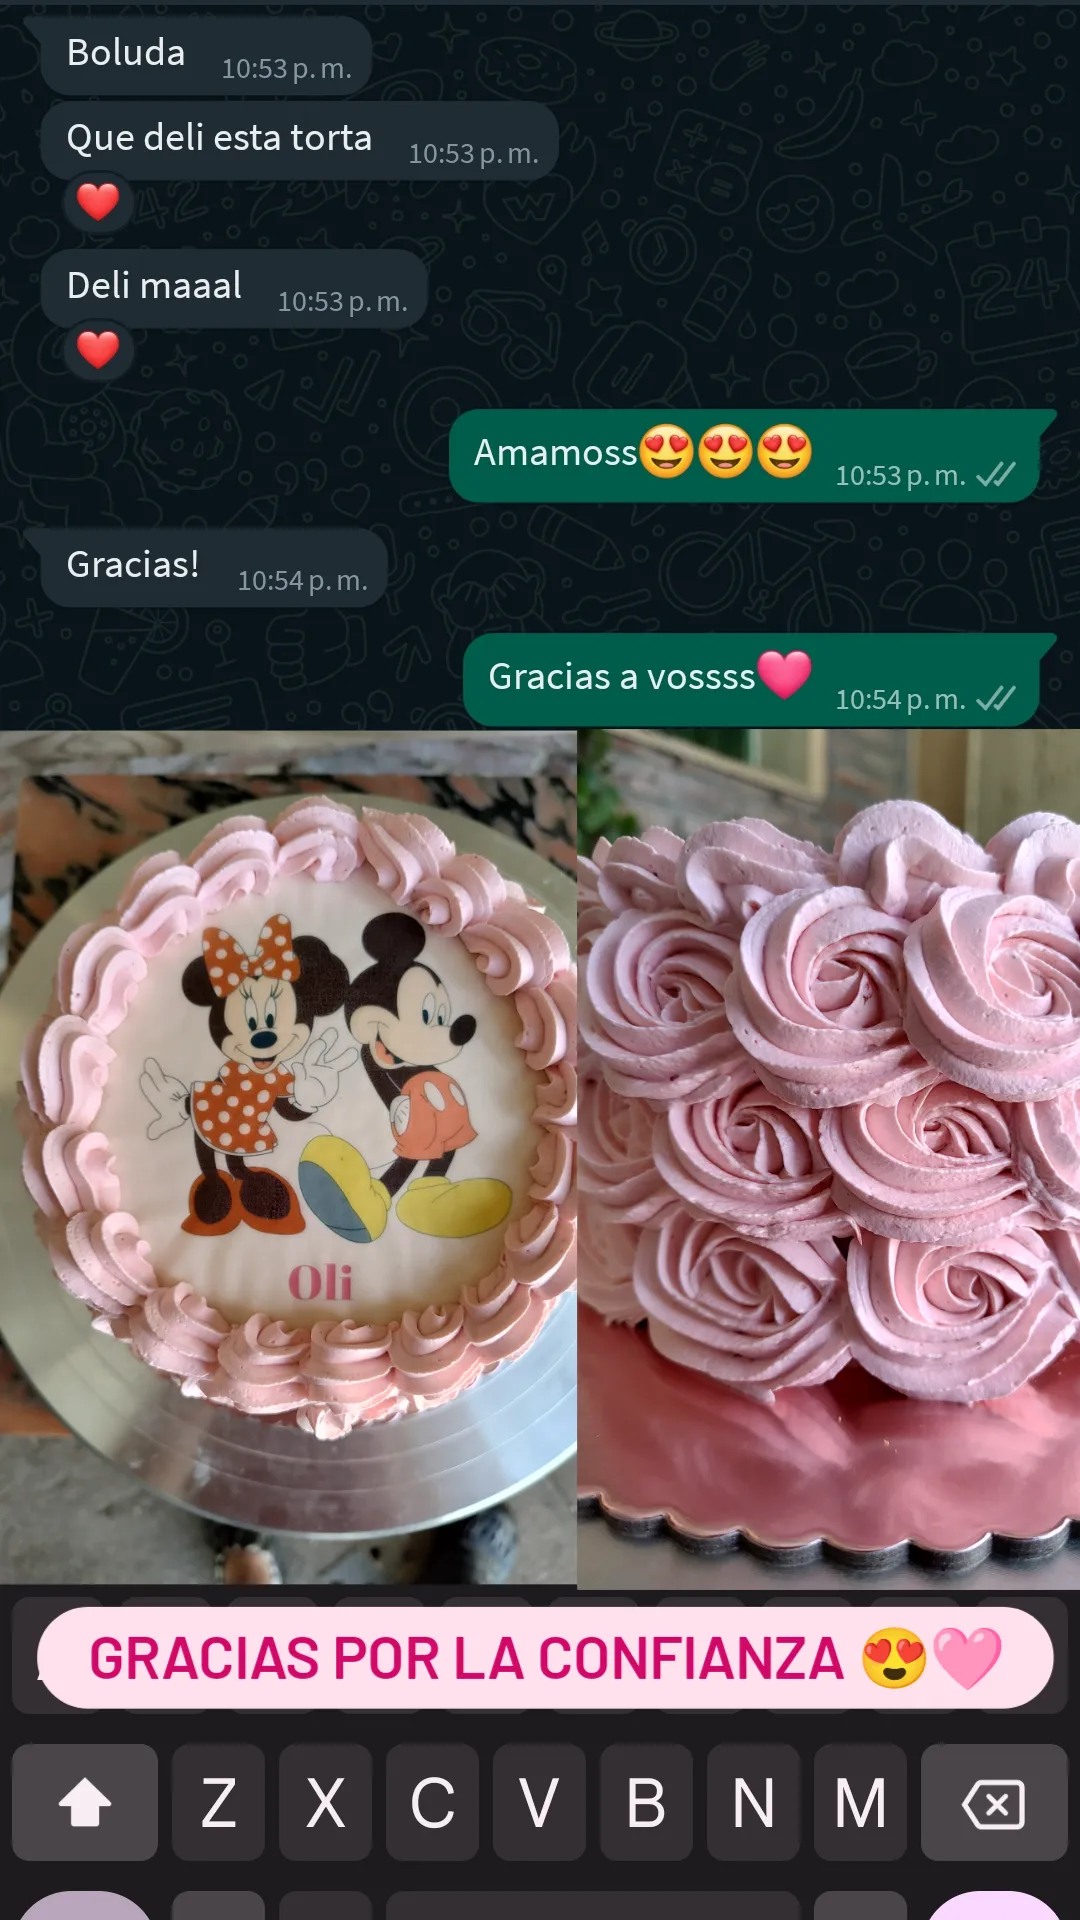 Boluda 10:53 p. m.
Que deli esta torta 10:53 p. m.
❤️
Deli maaal 10:53 p. m.
❤️
Amamoss😍😍😍 10:53 p. m.
Gracias! 10:54 p. m.
Gracias a vossss🩷 10:54 p. m.
Oli
GRACIAS POR LA CONFIANZA 😍🩷
Z X C V B N M